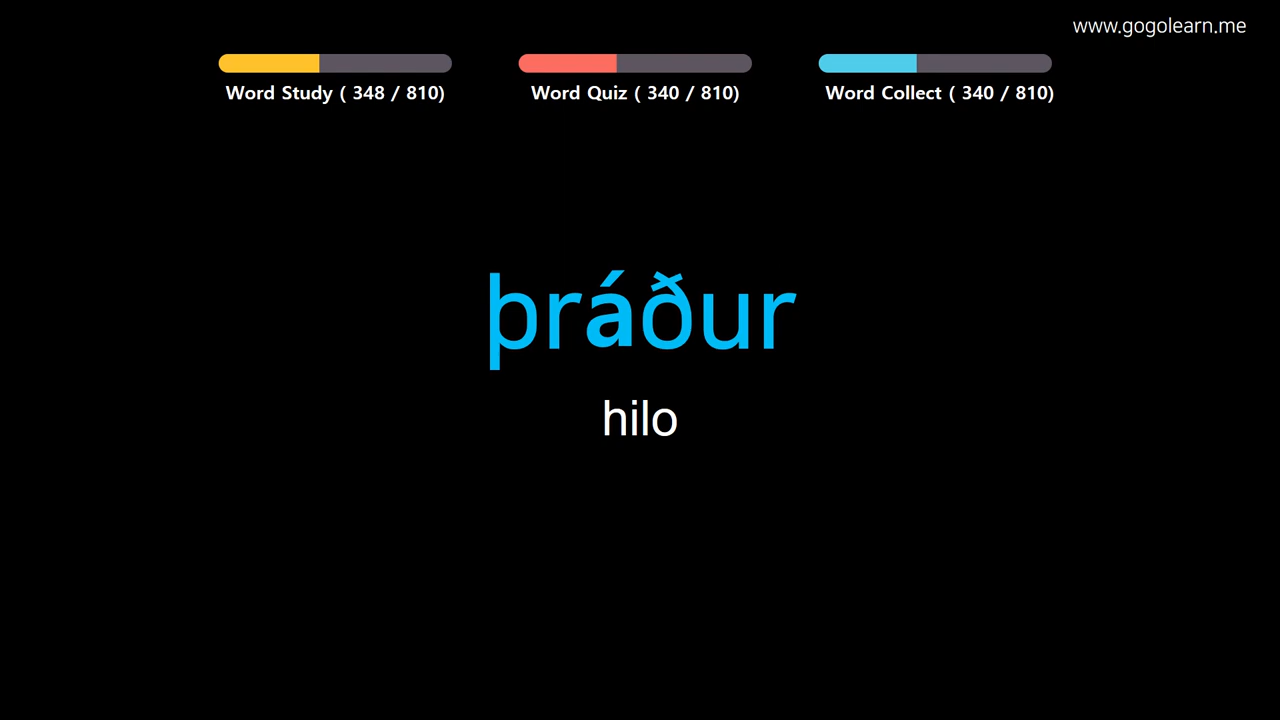 www.gogolearn.me
Word Study ( 348 / 810)
Word Quiz ( 340 / 810)
Word Collect ( 340 / 810)
þráður
hilo